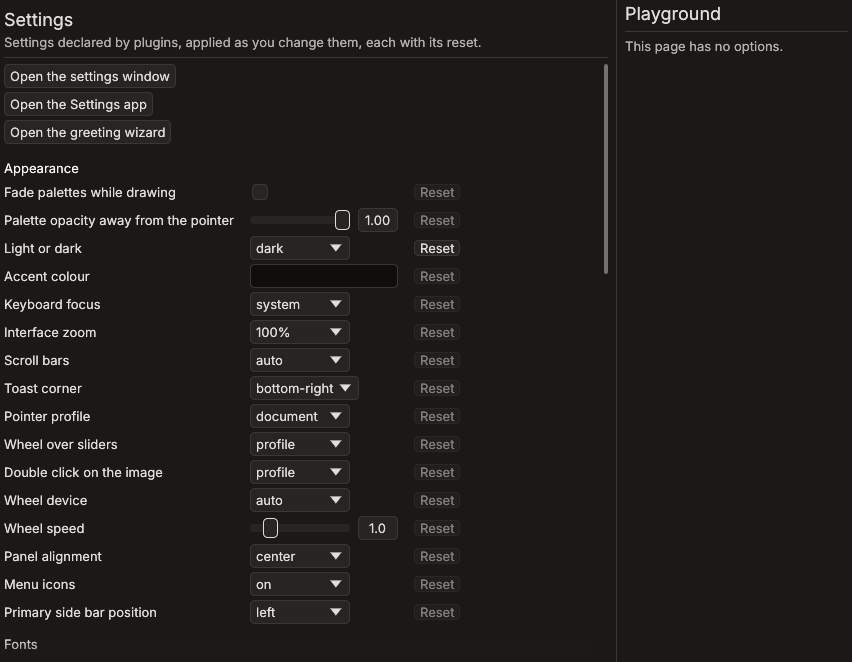 Settings
Settings declared by plugins, applied as you change them, each with its reset.
Open the settings window
Open the Settings app
Open the greeting wizard
Appearance
Fade palettes while drawing Reset
Palette opacity away from the pointer 1.00 Reset
Light or dark dark Reset
Accent colour Reset
Keyboard focus system Reset
Interface zoom 100% Reset
Scroll bars auto Reset
Toast corner bottom-right Reset
Pointer profile document Reset
Wheel over sliders profile Reset
Double click on the image profile Reset
Wheel device auto Reset
Wheel speed 1.0 Reset
Panel alignment center Reset
Menu icons on Reset
Primary side bar position left Reset
Fonts
Playground
This page has no options.